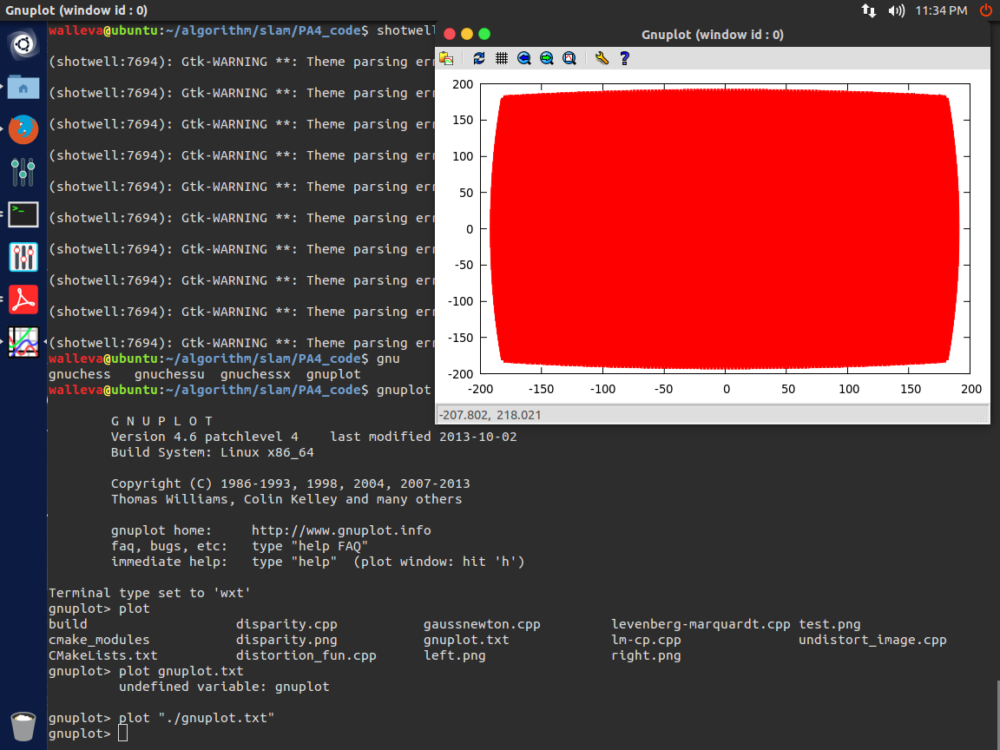 Gnuplot (window id : 0)
11:34 PM
walleva@ubuntu:~/algorithm/slam/PA4_code$ shotwell
(shotwell:7694): Gtk-WARNING **: Theme parsing err
(shotwell:7694): Gtk-WARNING **: Theme parsing err
(shotwell:7694): Gtk-WARNING **: Theme parsing err
(shotwell:7694): Gtk-WARNING **: Theme parsing err
(shotwell:7694): Gtk-WARNING **: Theme parsing err
(shotwell:7694): Gtk-WARNING **: Theme parsing err
(shotwell:7694): Gtk-WARNING **: Theme parsing err
(shotwell:7694): Gtk-WARNING **: Theme parsing err
(shotwell:7694): Gtk-WARNING **: Theme parsing err
(shotwell:7694): Gtk-WARNING **: Theme parsing err
walleva@ubuntu:~/algorithm/slam/PA4_code$ gnu
gnuchess   gnuchessu  gnuchessx  gnuplot
walleva@ubuntu:~/algorithm/slam/PA4_code$ gnuplot
G N U P L O T
Version 4.6 patchlevel 4    last modified 2013-10-02
Build System: Linux x86_64
Copyright (C) 1986-1993, 1998, 2004, 2007-2013
Thomas Williams, Colin Kelley and many others
gnuplot home:     http://www.gnuplot.info
faq, bugs, etc:   type "help FAQ"
immediate help:   type "help"  (plot window: hit 'h')
Terminal type set to 'wxt'
gnuplot> plot
build                   disparity.cpp           gaussnewton.cpp         levenberg-marquardt.cpp test.png
cmake_modules           disparity.png           gnuplot.txt             lm-cp.cpp               undistort_image.cpp
CMakeLists.txt          distortion_fun.cpp      left.png                right.png
gnuplot> plot gnuplot.txt
undefined variable: gnuplot
gnuplot> plot "./gnuplot.txt"
gnuplot>
Gnuplot (window id : 0)
200
150
100
50
0
-50
-100
-150
-200
-200 -150 -100 -50 0 50 100 150 200
-207.802, 218.021